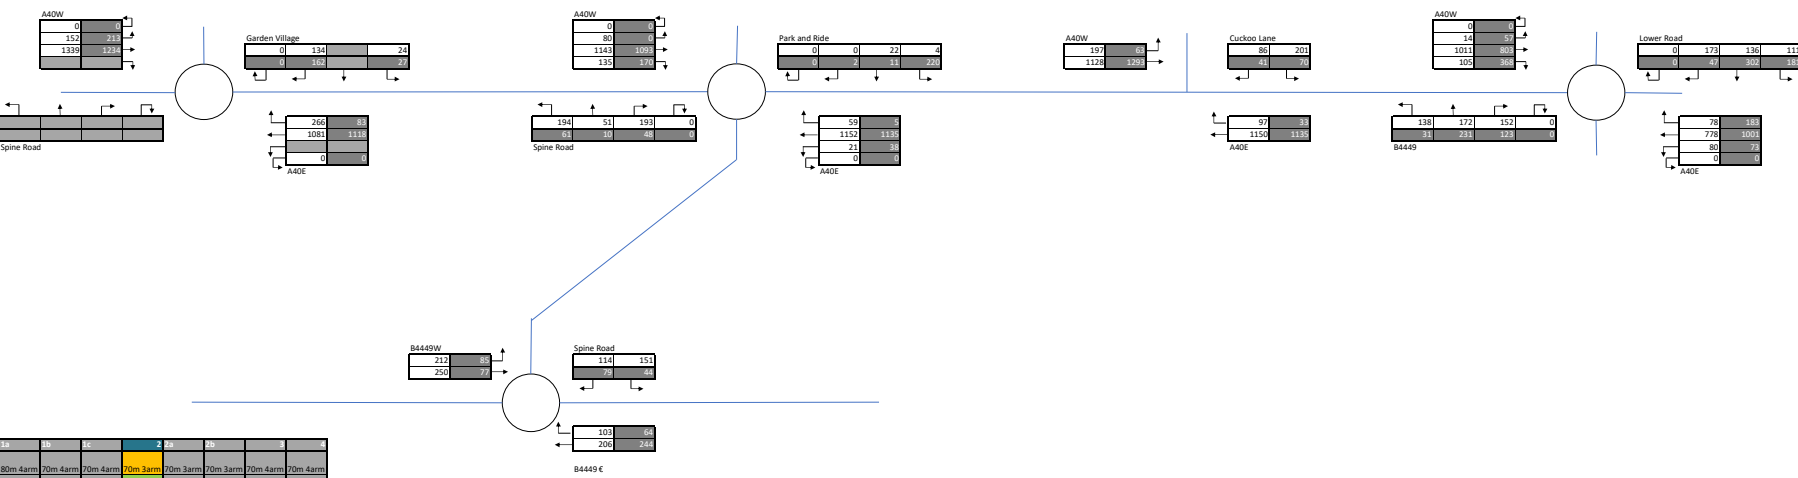 A40W
0 0
152 213
1339 1234
Garden Village
0 134 24
0 162 27
Spine Road
266 83
1081 1118
0 0
A40E
A40W
0 0
80 0
1143 1093
135 170
Park and Ride
0 0 22 4
0 2 11 220
194 51 193 0
61 10 48 0
Spine Road
59 5
1152 1135
21 38
0 0
A40E
A40W
197 63
1128 1293
Cuckoo Lane
86 201
41 70
97 33
1150 1135
A40E
A40W
0 0
14 57
1011 803
105 368
Lower Road
0 173 136
0 47 302
138 172 152 0
31 231 123 0
B4449
78 183
778 1001
80 73
0 0
A40E
B4449W
212 85
250 77
Spine Road
114 151
79 44
103 64
206 244
B4449 €
1a 1b 1c 2 2a 2b 3 4
80m 4arm 70m 4arm 70m 4arm 70m 3arm 70m 3arm 70m 3arm 70m 4arm 70m 4arm